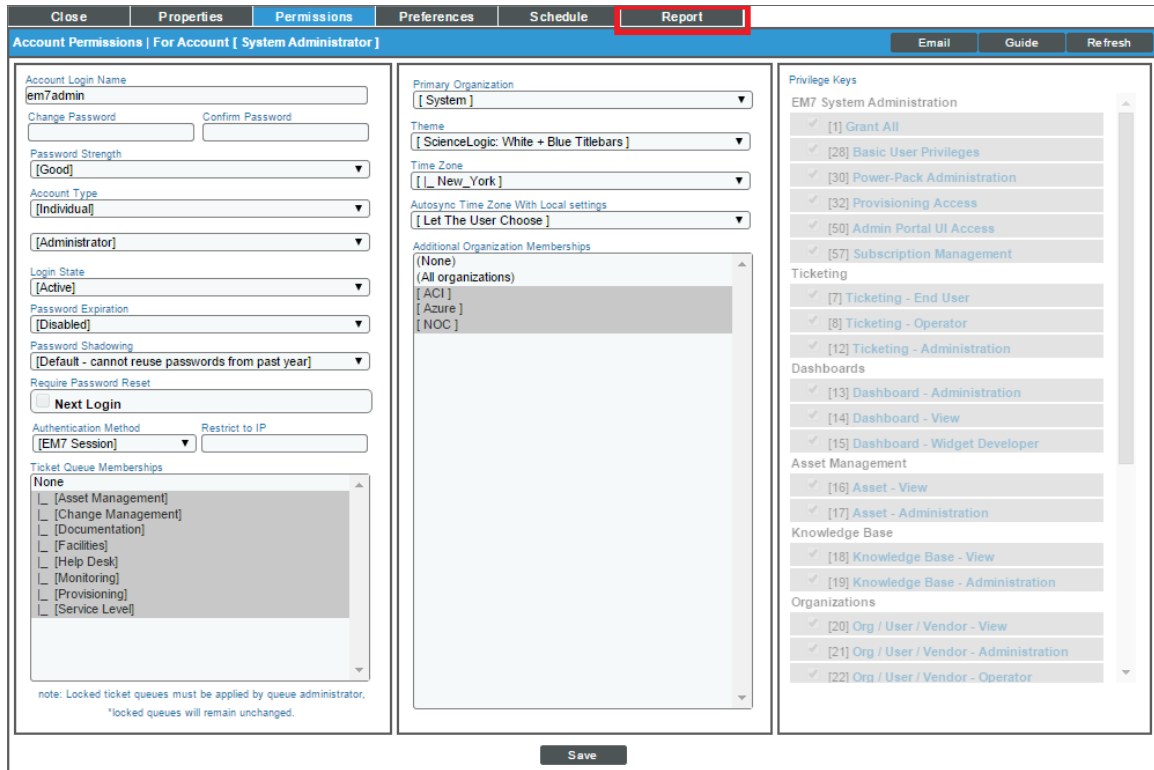 Close Properties Permissions Preferences Schedule Report
Account Permissions | For Account [ System Administrator ] Email Guide Refresh
Account Login Name
em7admin
Change Password Confirm Password
Password Strength
[Good]
Account Type
[Individual]
[Administrator]
Login State
[Active]
Password Expiration
[Disabled]
Password Shadowing
[Default - cannot reuse passwords from past year]
Require Password Reset
Next Login
Authentication Method Restrict to IP
[EM7 Session]
Ticket Queue Memberships
None
|_ [Asset Management]
|_ [Change Management]
|_ [Documentation]
|_ [Facilities]
|_ [Help Desk]
|_ [Monitoring]
|_ [Provisioning]
|_ [Service Level]
note: Locked ticket queues must be applied by queue administrator,
*locked queues will remain unchanged.
Primary Organization
[ System ]
Theme
[ ScienceLogic: White + Blue Titlebars ]
Time Zone
[ |_ New_York ]
Autosync Time Zone With Local settings
[ Let The User Choose ]
Additional Organization Memberships
(None)
(All organizations)
[ ACI ]
[ Azure ]
[ NOC ]
Privilege Keys
EM7 System Administration
[1] Grant All
[28] Basic User Privileges
[30] Power-Pack Administration
[32] Provisioning Access
[50] Admin Portal UI Access
[57] Subscription Management
Ticketing
[7] Ticketing - End User
[8] Ticketing - Operator
[12] Ticketing - Administration
Dashboards
[13] Dashboard - Administration
[14] Dashboard - View
[15] Dashboard - Widget Developer
Asset Management
[16] Asset - View
[17] Asset - Administration
Knowledge Base
[18] Knowledge Base - View
[19] Knowledge Base - Administration
Organizations
[20] Org / User / Vendor - View
[21] Org / User / Vendor - Administration
[22] Org / User / Vendor - Operator
Save